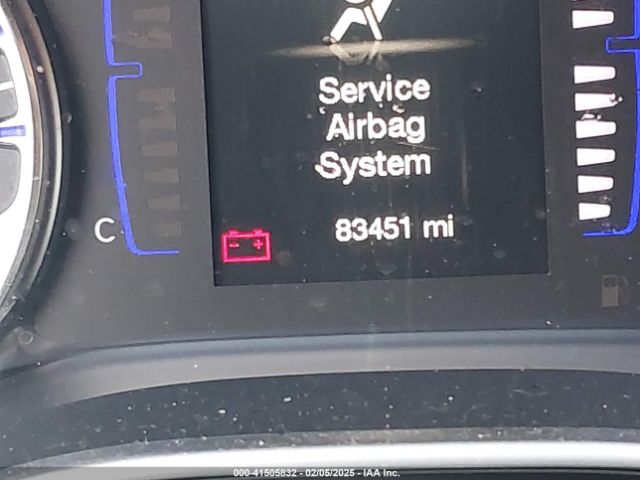 Service
Airbag
System
83451 mi
C
- +
000-41505832 - 02/05/2025 - IAA Inc.